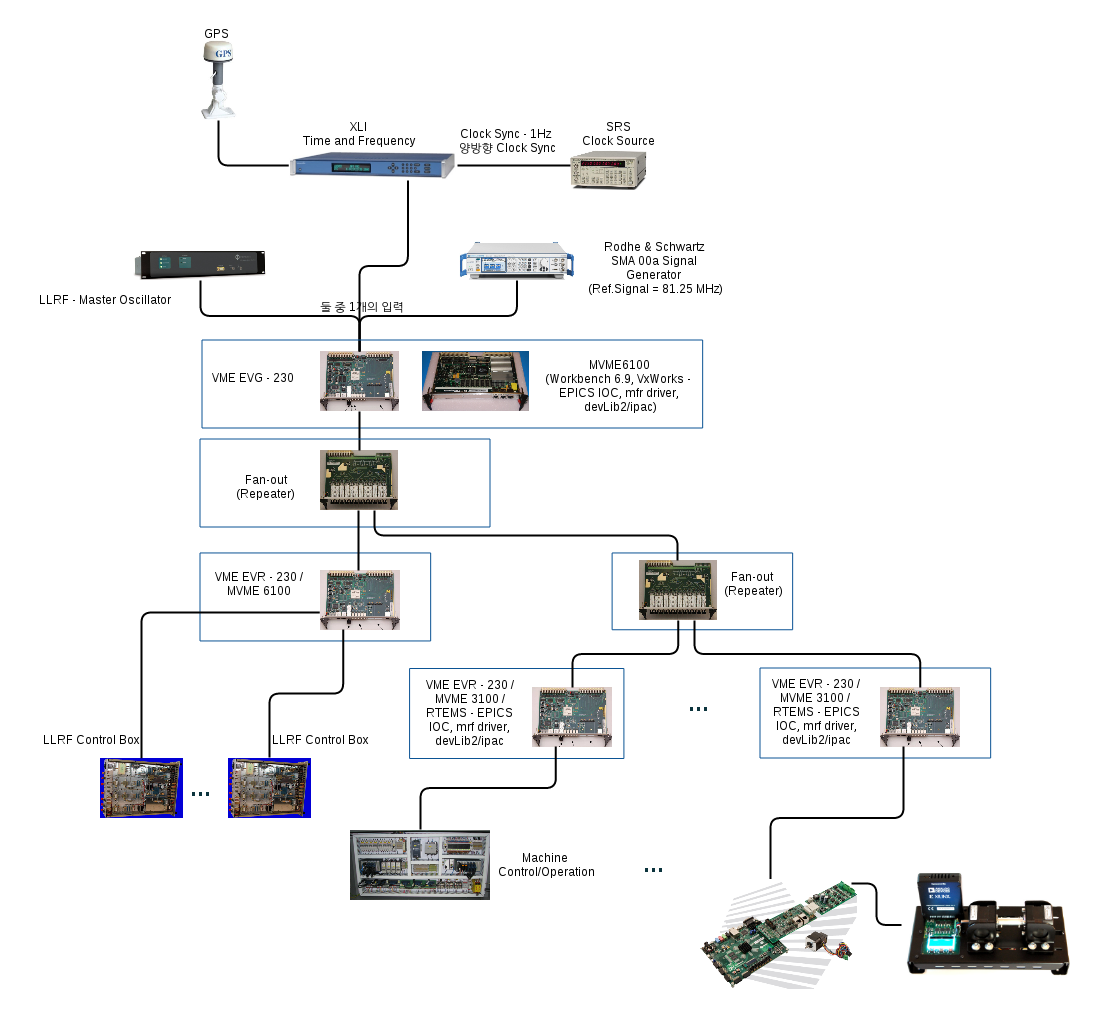 GPS
GPS
XLI
Time and Frequency
Clock Sync - 1Hz
양방향 Clock Sync
SRS
Clock Source
Rodhe & Schwartz
SMA 00a Signal
Generator
(Ref.Signal = 81.25 MHz)
LLRF - Master Oscillator
둘 중 1개의 입력
VME EVG - 230
MVME6100
(Workbench 6.9, VxWorks -
EPICS IOC, mfr driver,
devLib2/ipac)
Fan-out
(Repeater)
VME EVR - 230 /
MVME 6100
Fan-out
(Repeater)
VME EVR - 230 /
MVME 3100 /
RTEMS - EPICS
IOC, mrf driver,
devLib2/ipac
...
VME EVR - 230 /
MVME 3100 /
RTEMS - EPICS
IOC, mrf driver,
devLib2/ipac
LLRF Control Box
LLRF Control Box
...
Machine
Control/Operation
...